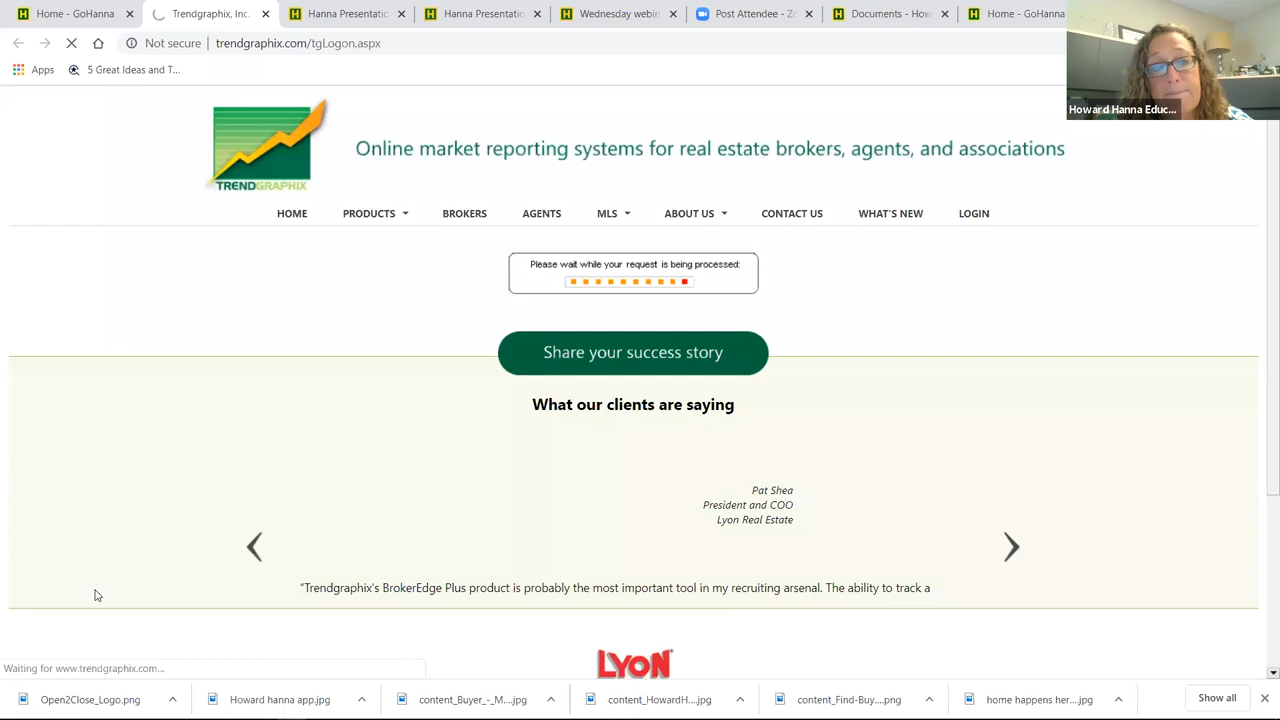 Home - GoHanna
Trendgraphix, Inc.
Hanna Presentatic
Hanna Presentati
Wednesday webin
Post Attendee - Zo
Documents - How
Home - GoHanna
Not secure
trendgraphix.com/tgLogon.aspx
Apps
5 Great Ideas and T...
Howard Hanna Educ...
TRENDGRAPHIX
Online market reporting systems for real estate brokers, agents, and associations
HOME
PRODUCTS
BROKERS
AGENTS
MLS
ABOUT US
CONTACT US
WHAT'S NEW
LOGIN
Please wait while your request is being processed:
Share your success story
What our clients are saying
Pat Shea
President and COO
Lyon Real Estate
“Trendgraphix's BrokerEdge Plus product is probably the most important tool in my recruiting arsenal. The ability to track a
LYON
Waiting for www.trendgraphix.com...
Open2Close_Logo.png
Howard hanna app.jpg
content_Buyer_-_M....jpg
content_HowardH....jpg
content_Find-Buy....png
home happens her....jpg
Show all